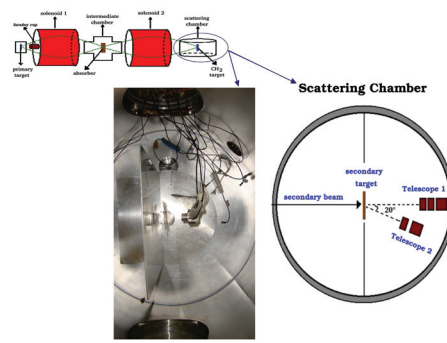 solenoid 1
intermediate
chamber
solenoid 2
scattering
chamber
faraday cup
primary
target
absorber
CH2
target
Scattering Chamber
secondary
target
secondary beam
Telescope 1
20°
Telescope 2